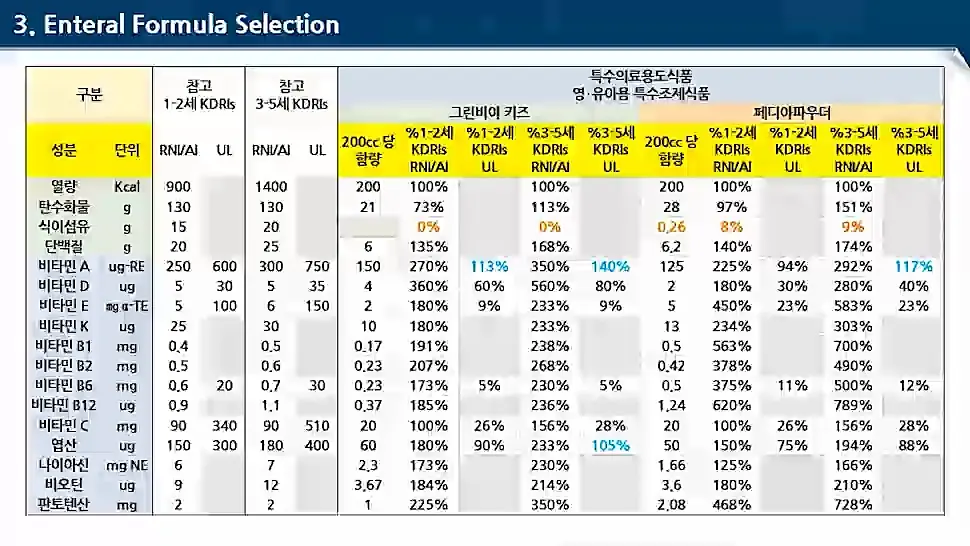 3. Enteral Formula Selection
구분 참고 1-2세 KDRIs 참고 3-5세 KDRIs 특수의료용도식품 영·유아용 특수조제식품
그린비아 키즈 페디아파우더
성분 단위 RNI/AI UL RNI/AI UL 200cc 당 함량 %1-2세 KDRIs RNI/AI %1-2세 KDRIs UL %3-5세 KDRIs RNI/AI %3-5세 KDRIs UL 200cc 당 함량 %1-2세 KDRIs RNI/AI %1-2세 KDRIs UL %3-5세 KDRIs RNI/AI %3-5세 KDRIs UL
열량 Kcal 900 1400 200 100% 100% 200 100% 100%
탄수화물 g 130 130 21 73% 113% 28 97% 151%
식이섬유 g 15 20 0% 0% 0.26 8% 9%
단백질 g 20 25 6 135% 168% 6.2 140% 174%
비타민 A ug-RE 250 600 300 750 150 270% 113% 350% 140% 125 225% 94% 292% 117%
비타민 D ug 5 30 5 35 4 360% 60% 560% 80% 2 180% 30% 280% 40%
비타민 E mg α-TE 5 100 6 150 2 180% 9% 233% 9% 5 450% 23% 583% 23%
비타민 K ug 25 30 10 180% 233% 13 234% 303%
비타민 B1 mg 0.4 0.5 0.17 191% 238% 0.5 563% 700%
비타민 B2 mg 0.5 0.6 0.23 207% 268% 0.42 378% 490%
비타민 B6 mg 0.6 20 0.7 30 0.23 173% 5% 230% 5% 0.5 375% 11% 500% 12%
비타민 B12 ug 0.9 1.1 0.37 185% 236% 1.24 620% 789%
비타민 C mg 90 340 90 510 20 100% 26% 156% 28% 20 100% 26% 156% 28%
엽산 ug 150 300 180 400 60 180% 90% 233% 105% 50 150% 75% 194% 88%
나이아신 mg NE 6 7 2.3 173% 230% 1.66 125% 166%
비오틴 ug 9 12 3.67 184% 214% 3.6 180% 210%
판토텐산 mg 2 2 1 225% 350% 2.08 468% 728%